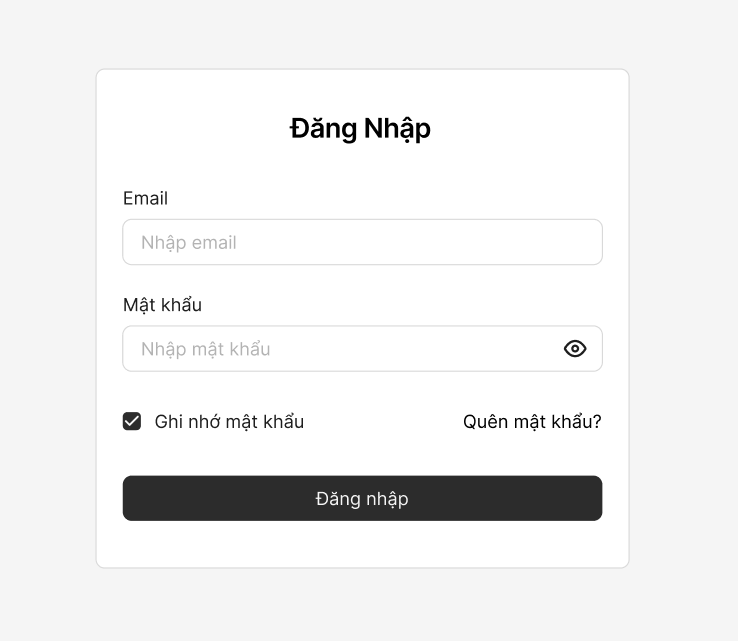 Đăng Nhập
Email
Nhập email
Mật khẩu
Nhập mật khẩu
Ghi nhớ mật khẩu
Quên mật khẩu?
Đăng nhập